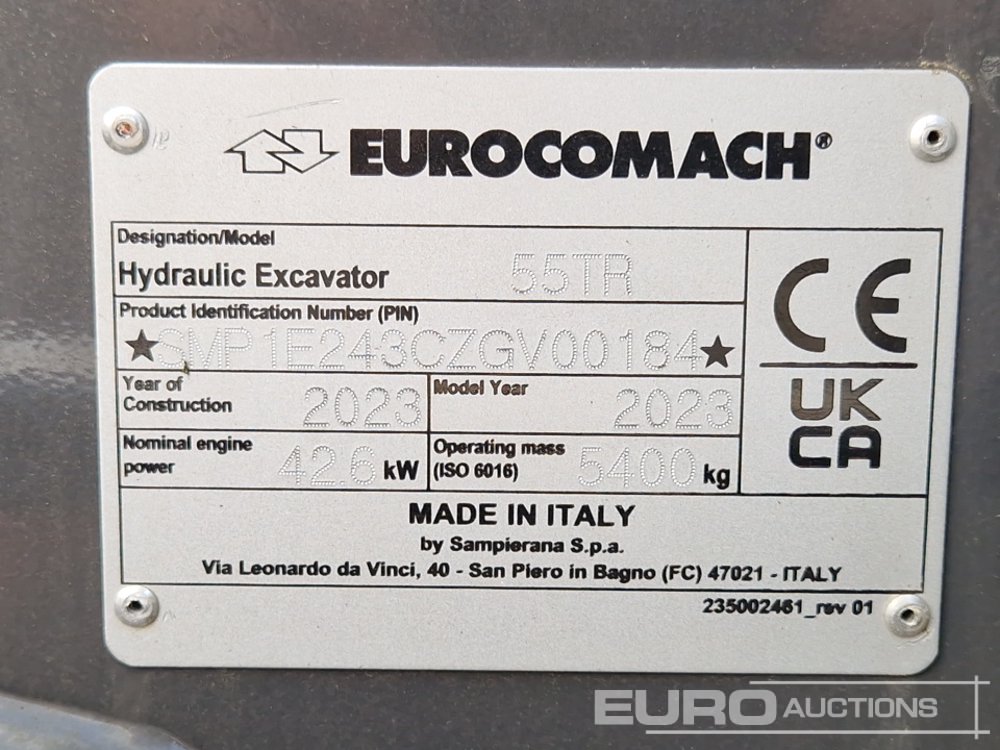 EUROCOMACH®
Designation/Model
Hydraulic Excavator 55TR
Product Identification Number (PIN)
★SMP1E243CZGV00184★
Year of Construction 2023
Model Year 2023
Nominal engine power 42.6 kW
Operating mass (ISO 6016) 5400 kg
CE
UK
CA
MADE IN ITALY
by Sampierana S.p.a.
Via Leonardo da Vinci, 40 - San Piero in Bagno (FC) 47021 - ITALY
235002461_rev 01
EURO AUCTIONS